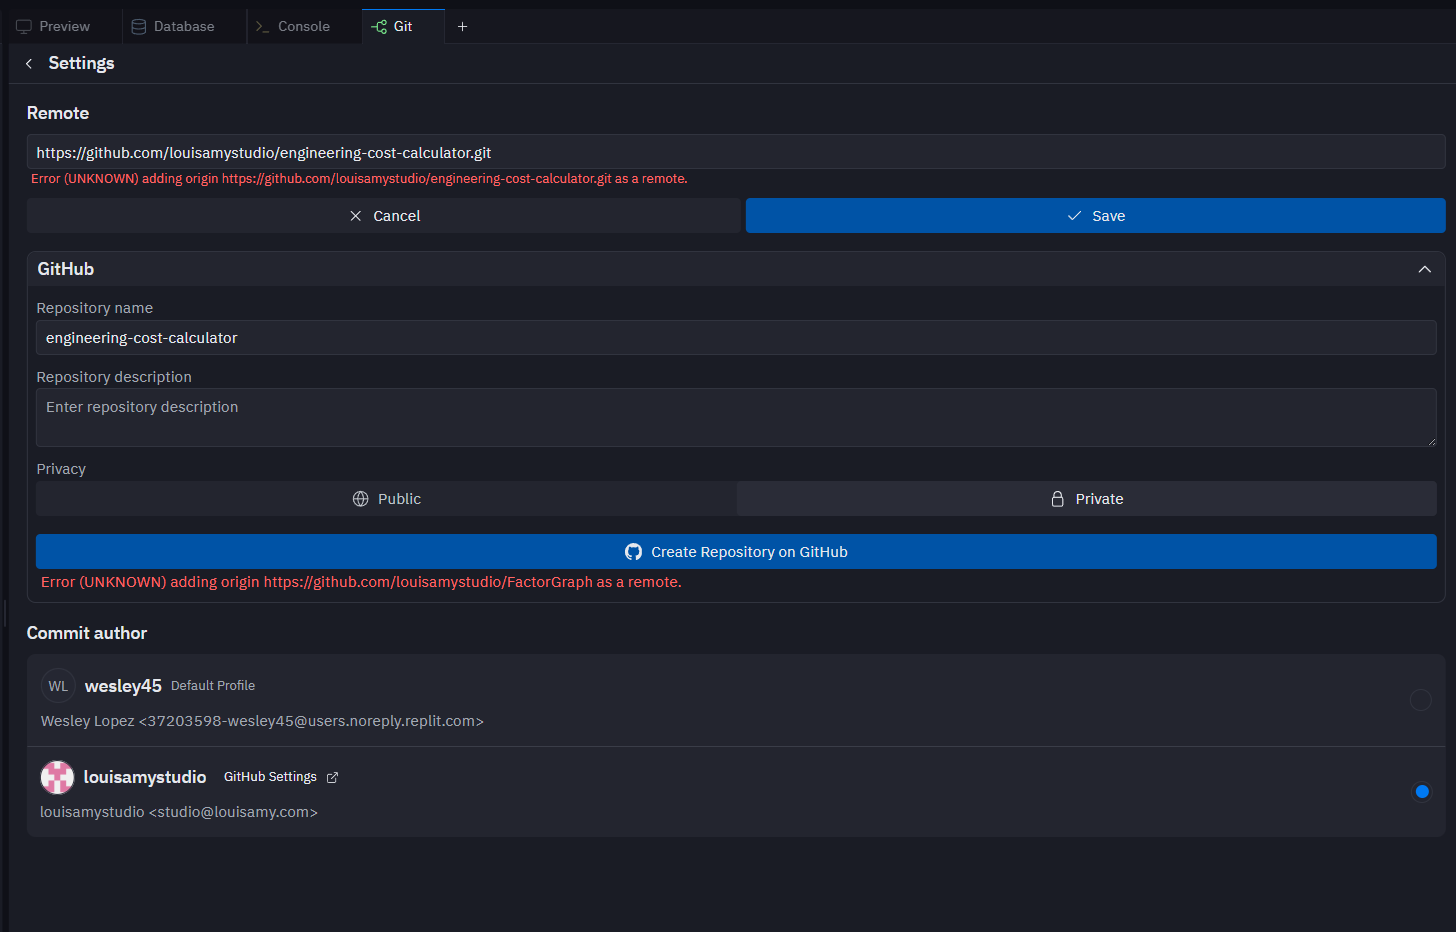 Preview Database Console Git
Settings
Remote
https://github.com/louisamystudio/engineering-cost-calculator.git
Error (UNKNOWN) adding origin https://github.com/louisamystudio/engineering-cost-calculator.git as a remote.
Cancel Save
GitHub
Repository name
engineering-cost-calculator
Repository description
Enter repository description
Privacy
Public Private
Create Repository on GitHub
Error (UNKNOWN) adding origin https://github.com/louisamystudio/FactorGraph as a remote.
Commit author
WL wesley45 Default Profile
Wesley Lopez <37203598-wesley45@users.noreply.replit.com>
louisamystudio GitHub Settings
louisamystudio <studio@louisamy.com>